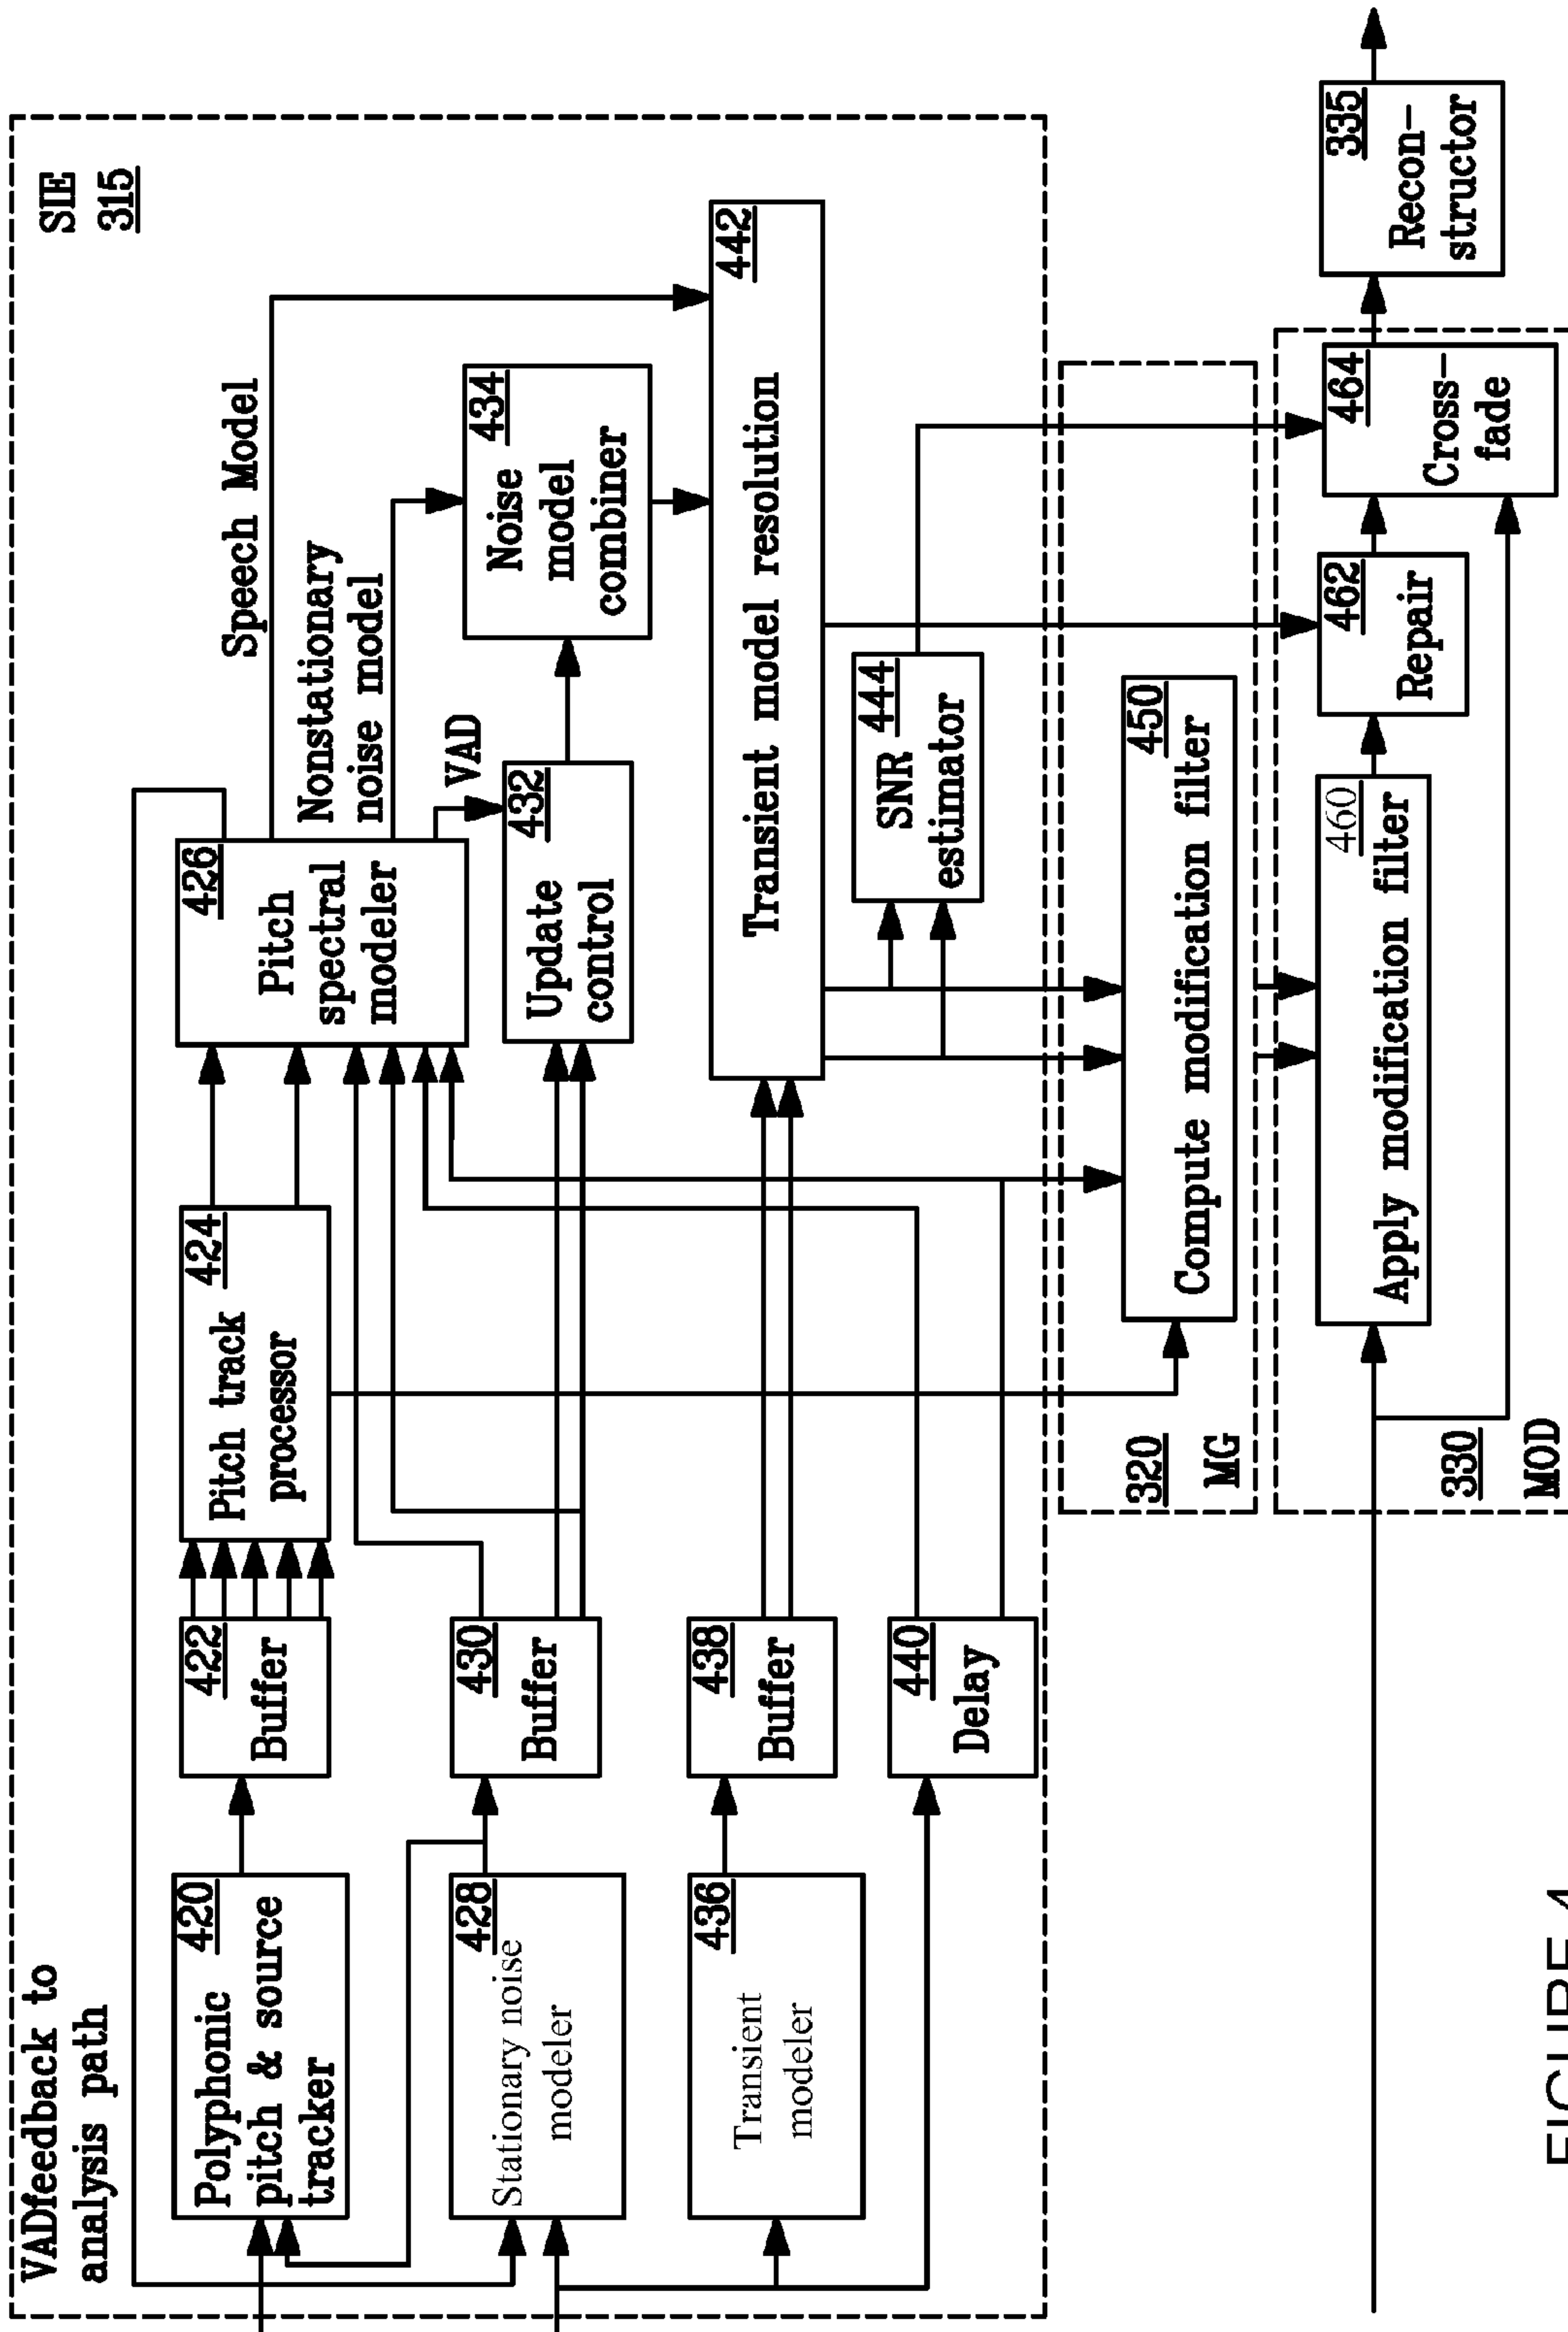 VADfeedback to
analysis path
SIE
315
420
Polyphonic
pitch & source
tracker
422
Buffer
424
Pitch track
processor
426
Pitch
spectral
modeler
Speech Model
Nonstationary
noise model
VAD
428
Stationary noise
modeler
430
Buffer
432
Update
control
434
Noise
model
combiner
436
Transient
modeler
438
Buffer
442
Transient model resolution
440
Delay
444
SNR
estimator
320
MG
450
Compute modification filter
330
MOD
460
Apply modification filter
462
Repair
464
Cross-
fade
335
Recon-
structor
FIGURE 4